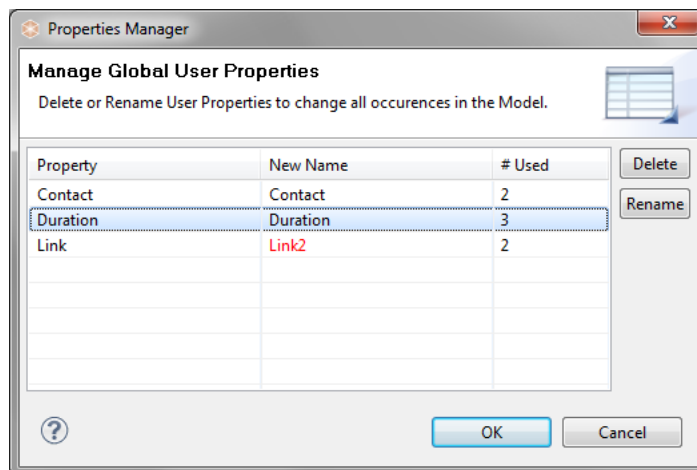 Properties Manager
Manage Global User Properties
Delete or Rename User Properties to change all occurences in the Model.
Property New Name # Used Delete
Contact Contact 2 Rename
Duration Duration 3
Link Link2 2
? OK Cancel